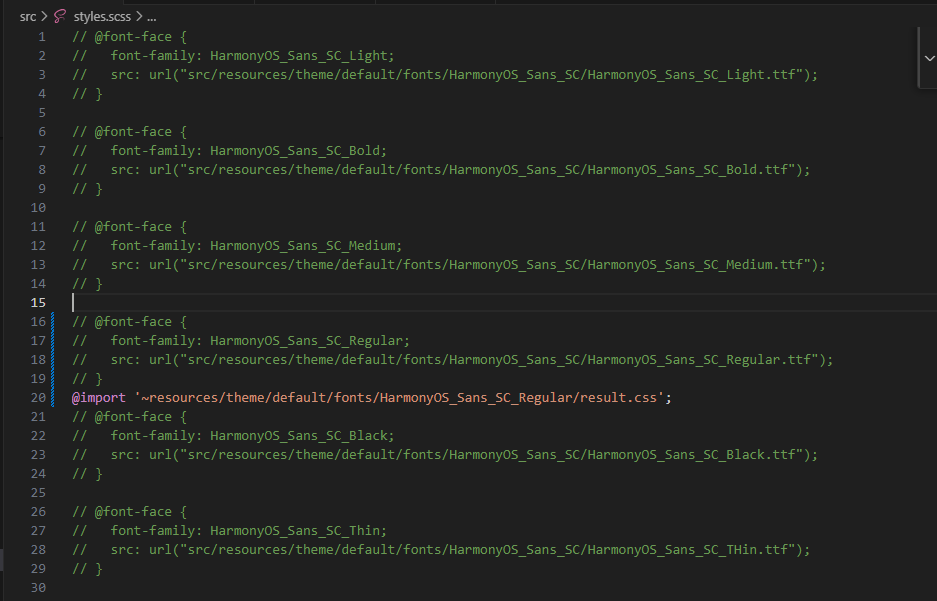 src > styles.scss > ...
1 // @font-face {
2 //   font-family: HarmonyOS_Sans_SC_Light;
3 //   src: url("src/resources/theme/default/fonts/HarmonyOS_Sans_SC/HarmonyOS_Sans_SC_Light.ttf");
4 // }
5
6 // @font-face {
7 //   font-family: HarmonyOS_Sans_SC_Bold;
8 //   src: url("src/resources/theme/default/fonts/HarmonyOS_Sans_SC/HarmonyOS_Sans_SC_Bold.ttf");
9 // }
10
11 // @font-face {
12 //   font-family: HarmonyOS_Sans_SC_Medium;
13 //   src: url("src/resources/theme/default/fonts/HarmonyOS_Sans_SC/HarmonyOS_Sans_SC_Medium.ttf");
14 // }
15
16 // @font-face {
17 //   font-family: HarmonyOS_Sans_SC_Regular;
18 //   src: url("src/resources/theme/default/fonts/HarmonyOS_Sans_SC/HarmonyOS_Sans_SC_Regular.ttf");
19 // }
20 @import '~resources/theme/default/fonts/HarmonyOS_Sans_SC_Regular/result.css';
21 // @font-face {
22 //   font-family: HarmonyOS_Sans_SC_Black;
23 //   src: url("src/resources/theme/default/fonts/HarmonyOS_Sans_SC/HarmonyOS_Sans_SC_Black.ttf");
24 // }
25
26 // @font-face {
27 //   font-family: HarmonyOS_Sans_SC_Thin;
28 //   src: url("src/resources/theme/default/fonts/HarmonyOS_Sans_SC/HarmonyOS_Sans_SC_THin.ttf");
29 // }
30